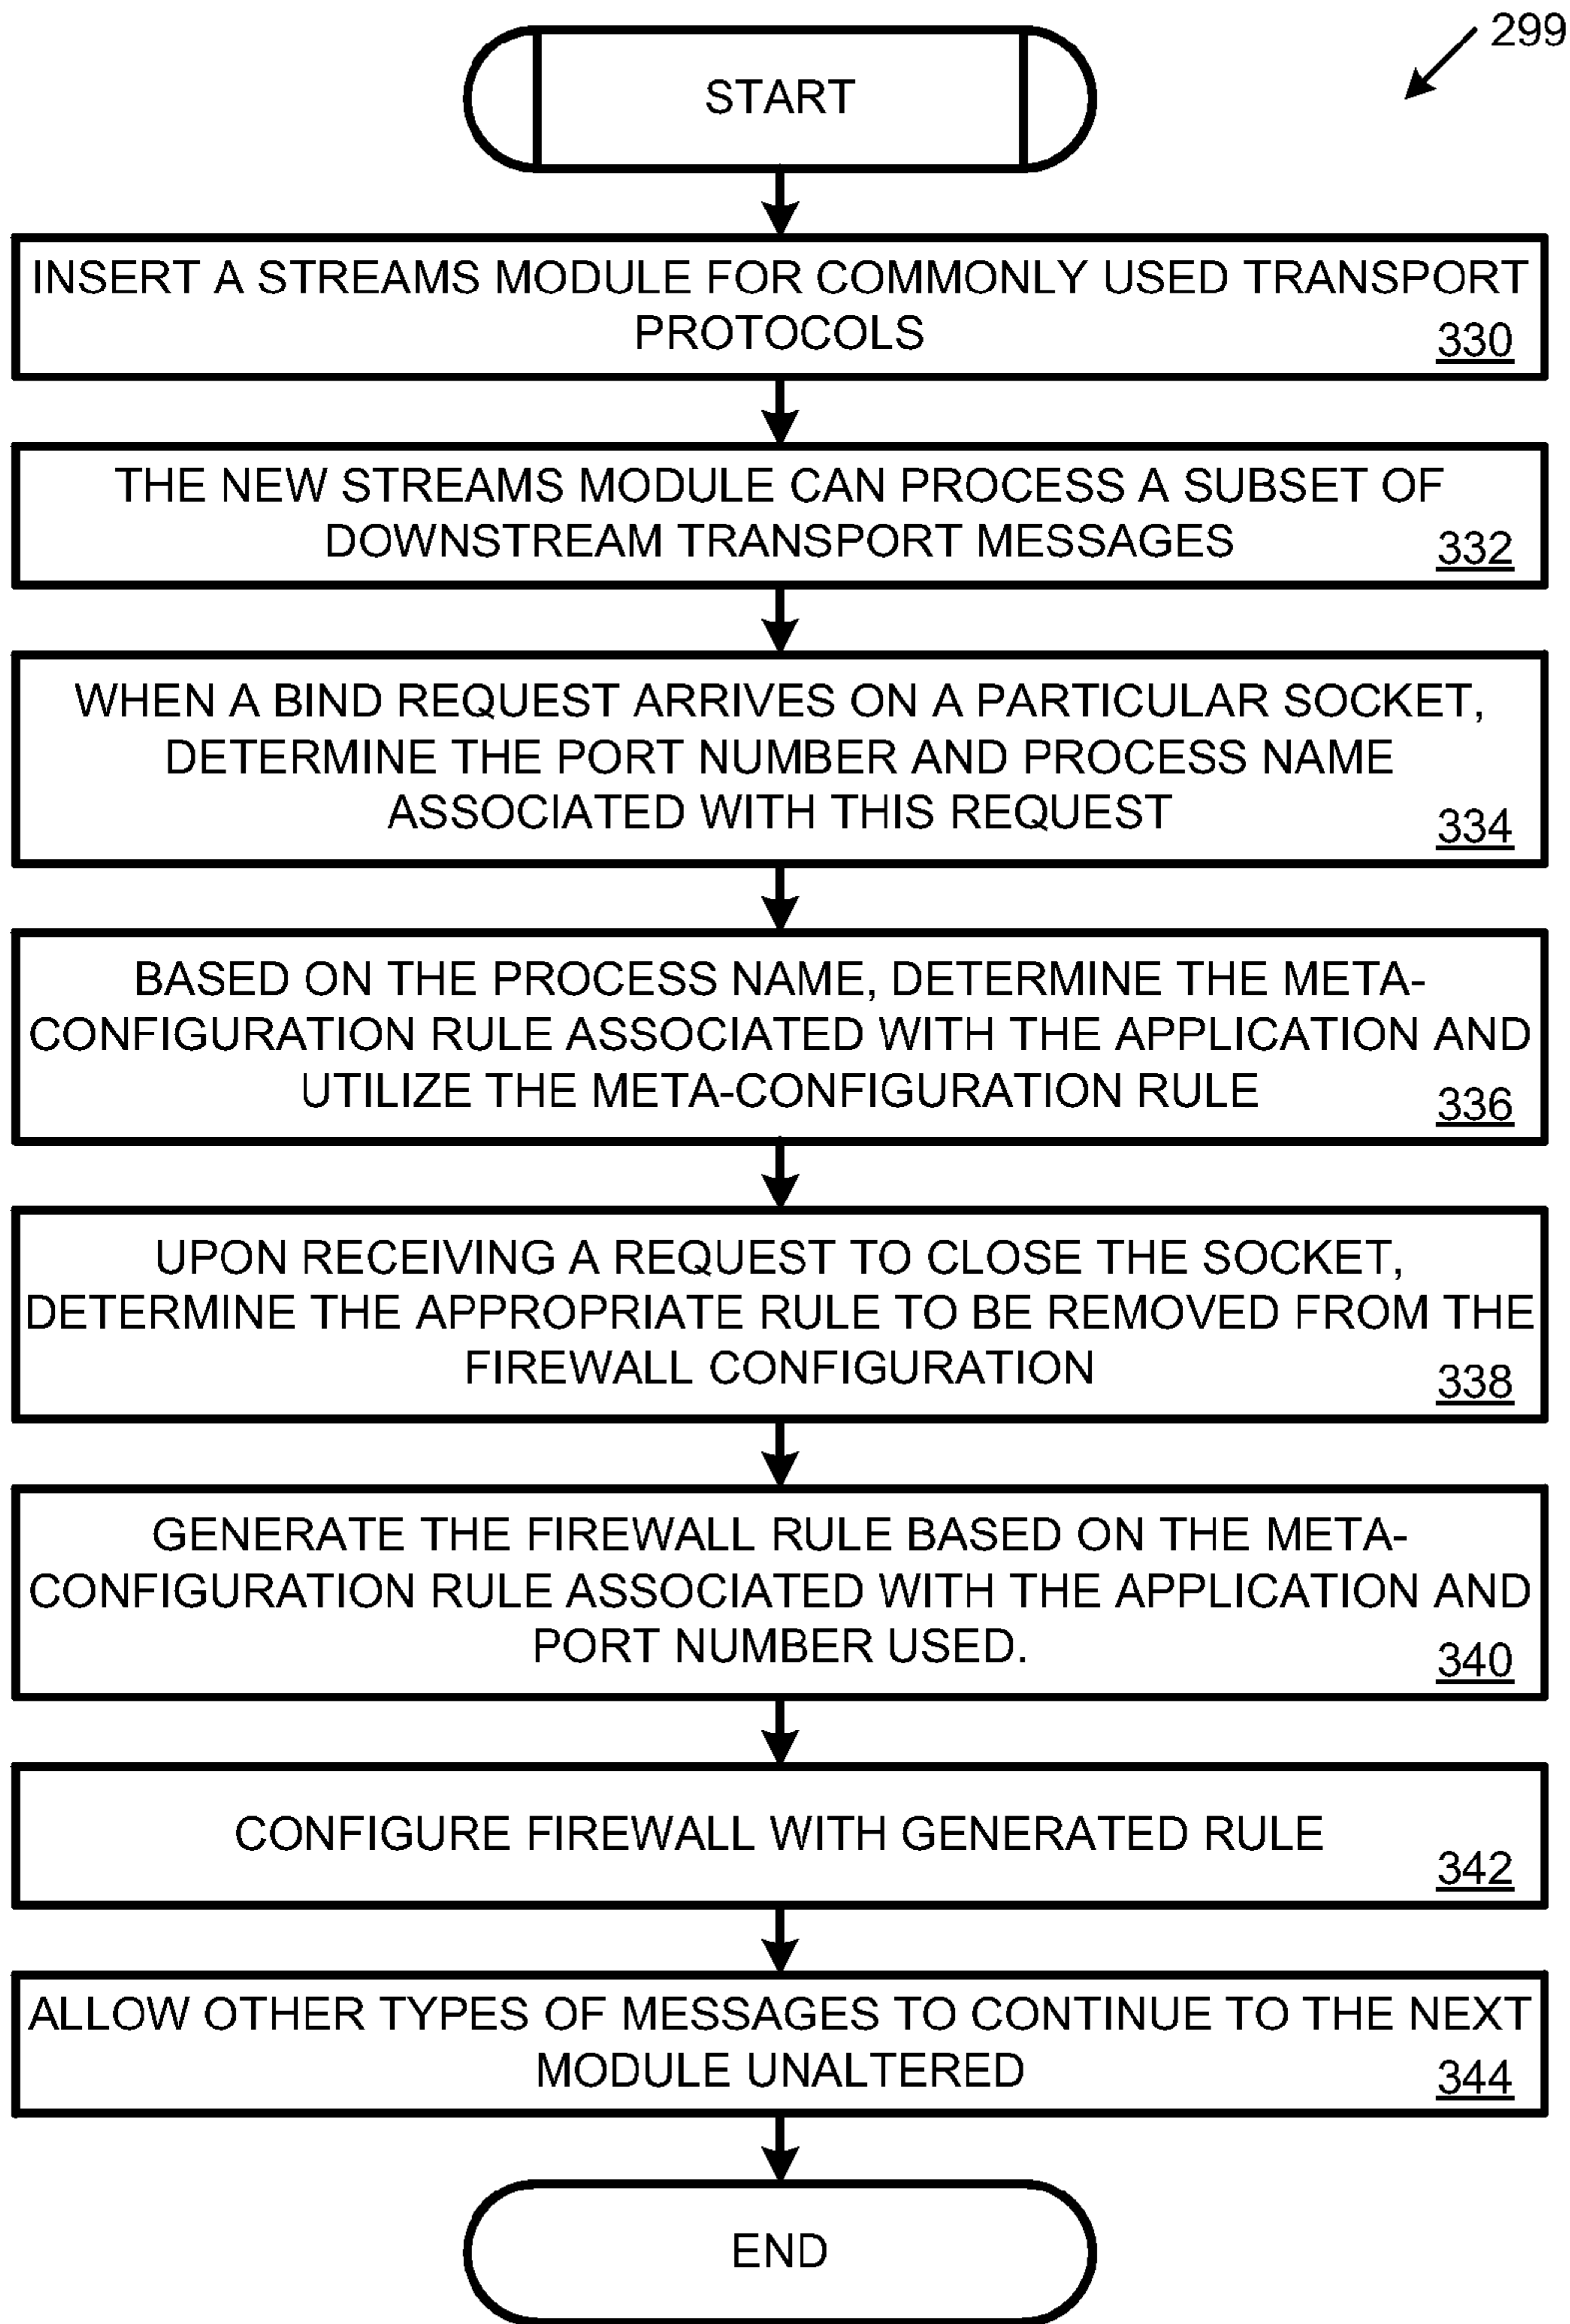 299
START
INSERT A STREAMS MODULE FOR COMMONLY USED TRANSPORT
PROTOCOLS
330
THE NEW STREAMS MODULE CAN PROCESS A SUBSET OF
DOWNSTREAM TRANSPORT MESSAGES
332
WHEN A BIND REQUEST ARRIVES ON A PARTICULAR SOCKET,
DETERMINE THE PORT NUMBER AND PROCESS NAME
ASSOCIATED WITH THIS REQUEST
334
BASED ON THE PROCESS NAME, DETERMINE THE META-
CONFIGURATION RULE ASSOCIATED WITH THE APPLICATION AND
UTILIZE THE META-CONFIGURATION RULE
336
UPON RECEIVING A REQUEST TO CLOSE THE SOCKET,
DETERMINE THE APPROPRIATE RULE TO BE REMOVED FROM THE
FIREWALL CONFIGURATION
338
GENERATE THE FIREWALL RULE BASED ON THE META-
CONFIGURATION RULE ASSOCIATED WITH THE APPLICATION AND
PORT NUMBER USED.
340
CONFIGURE FIREWALL WITH GENERATED RULE
342
ALLOW OTHER TYPES OF MESSAGES TO CONTINUE TO THE NEXT
MODULE UNALTERED
344
END